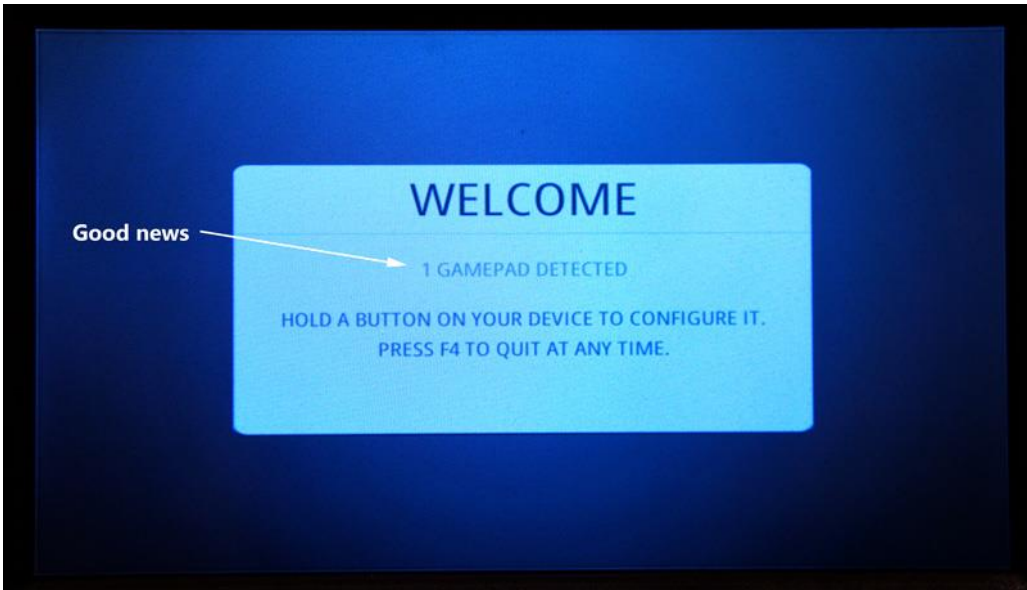 WELCOME
Good news
1 GAMEPAD DETECTED
HOLD A BUTTON ON YOUR DEVICE TO CONFIGURE IT.
PRESS F4 TO QUIT AT ANY TIME.